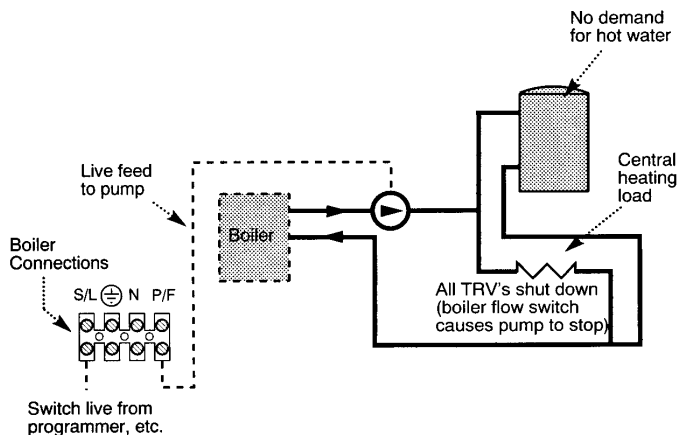 No demand
for hot water
Live feed
to pump
Central
heating
load
Boiler
Boiler
Connections
S/L N P/F
All TRV's shut down
(boiler flow switch
causes pump to stop)
Switch live from
programmer, etc.